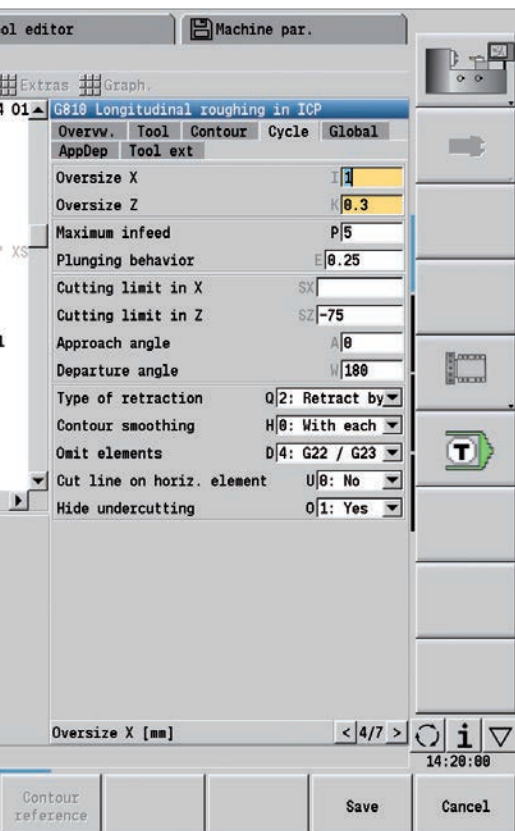 ol editor Machine par.
Extras Graph.
4 01 G810 Longitudinal roughing in ICP
Overvw. Tool Contour Cycle Global
AppDep Tool ext
Oversize X I 1
Oversize Z K 0.3
Maximum infeed P 5
XS
Plunging behavior E 0.25
Cutting limit in X SX
Cutting limit in Z SZ -75
Approach angle A 0
Departure angle W 180
Type of retraction Q 2: Retract by
Contour smoothing H 0: With each
Omit elements D 4: G22 / G23
T
Cut line on horiz. element U 0: No
Hide undercutting O 1: Yes
Oversize X [mm] < 4/7 >
i
14:20:00
Contour reference Save Cancel